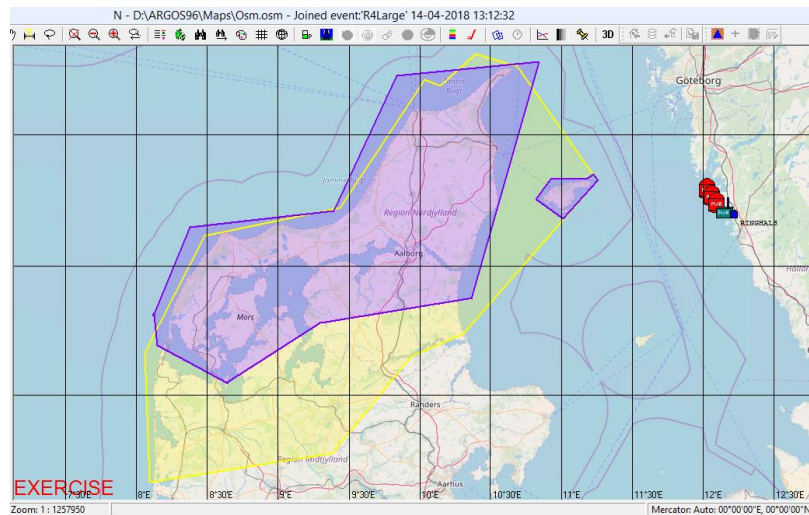 N - D:\ARGOS96\Maps\Osm.osm - Joined event:'R4Large' 14-04-2018 13:12:32
3D
Göteborg
Region Nordjylland
RINGHALS
Aalborg
Mors
Randers
Region Midtjylland
Aarhus
EXERCISE
7°30'E 8°E 8°30'E 9°E 9°30'E 10°E 10°30'E 11°E 11°30'E 12°E 12°30'E
Zoom: 1 : 1257950
Mercator: Auto: 00°00'00"E, 00°00'00"N